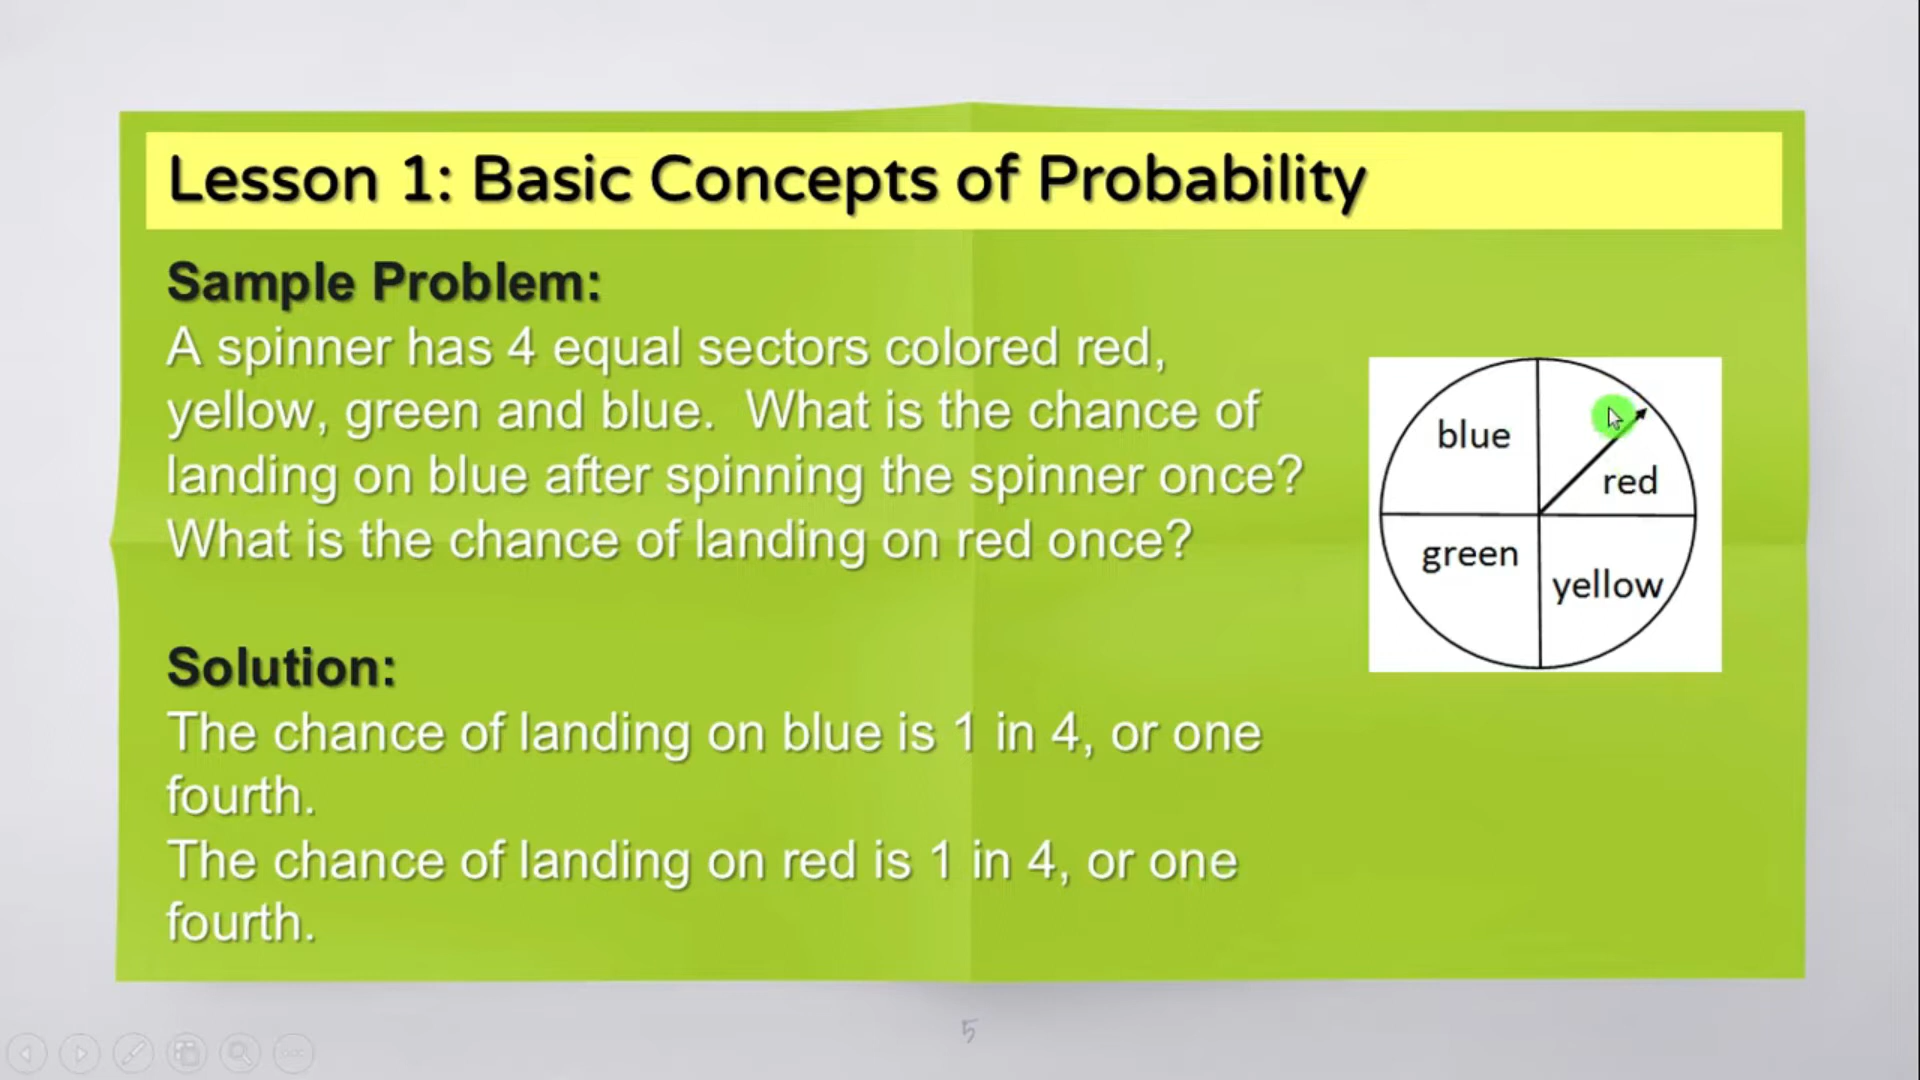 Lesson 1: Basic Concepts of Probability
Sample Problem:
A spinner has 4 equal sectors colored red,
yellow, green and blue.  What is the chance of
landing on blue after spinning the spinner once?
What is the chance of landing on red once?
blue
red
green
yellow
Solution:
The chance of landing on blue is 1 in 4, or one
fourth.
The chance of landing on red is 1 in 4, or one
fourth.
5